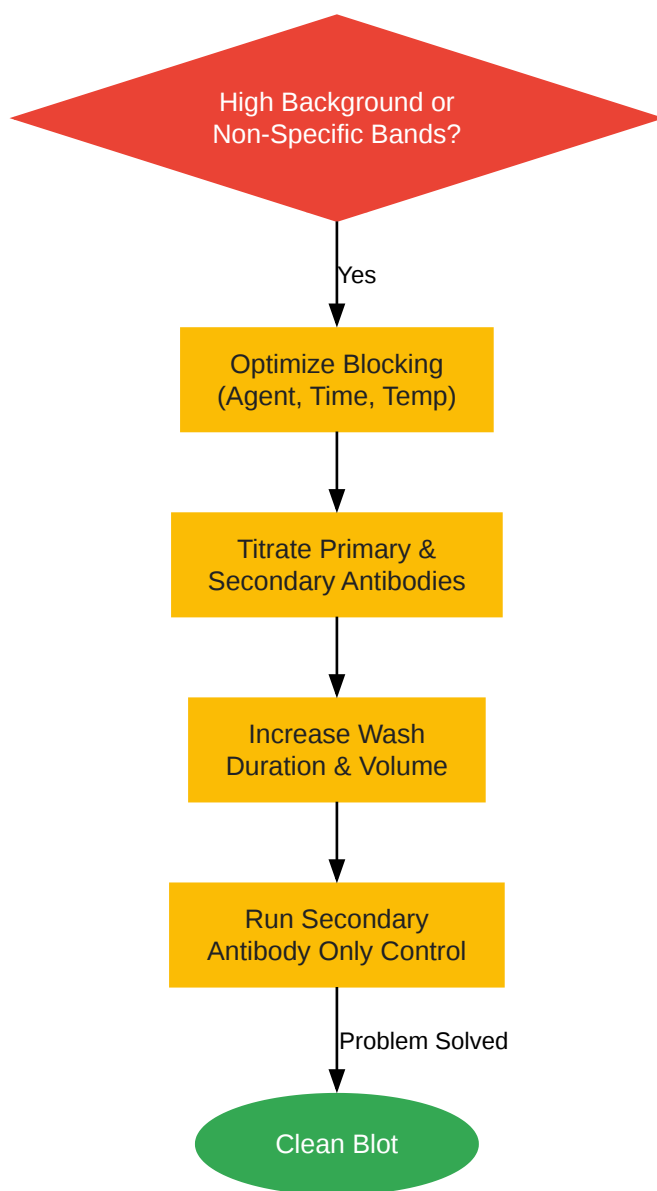 High Background or
Non-Specific Bands?
Yes
Optimize Blocking
(Agent, Time, Temp)
Titrate Primary &
Secondary Antibodies
Increase Wash
Duration & Volume
Run Secondary
Antibody Only Control
Problem Solved
Clean Blot